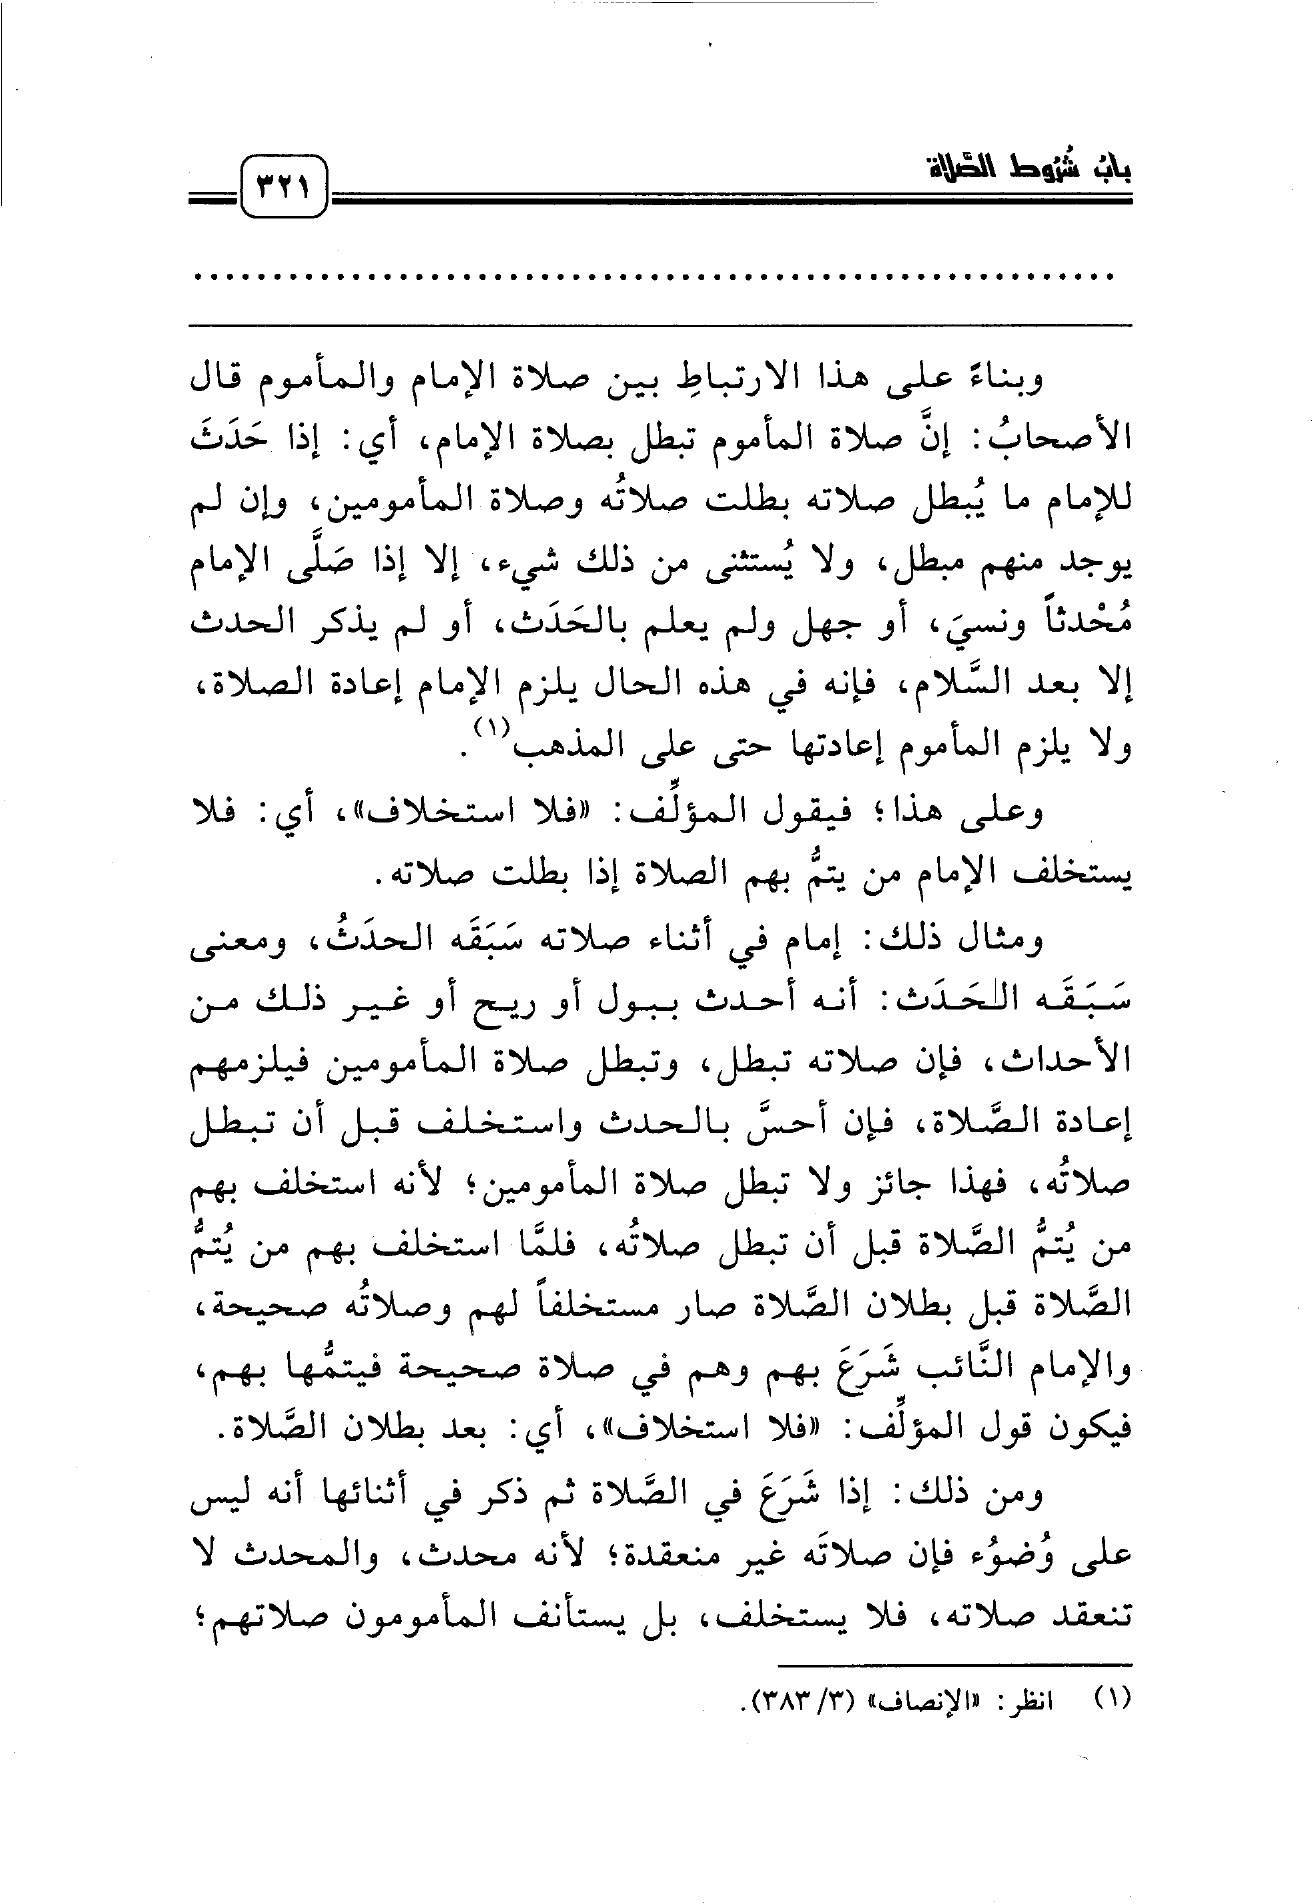 بابُ شُرُوط الصَّلاة
٣٢١
..........................................................
وبناءً على هذا الارتباطِ بين صلاة الإمام والمأموم قال
الأصحابُ: إنَّ صلاة المأموم تبطل بصلاة الإمام، أي: إذا حَدَثَ
للإمام ما يُبطل صلاته بطلت صلاتُه وصلاة المأمومين، وإن لم
يوجد منهم مبطل، ولا يُستثنى من ذلك شيء، إلا إذا صَلَّى الإمام
مُحْدثاً ونسيَ، أو جهل ولم يعلم بالحَدَث، أو لم يذكر الحدث
إلا بعد السَّلام، فإنه في هذه الحال يلزم الإمام إعادة الصلاة،
ولا يلزم المأموم إعادتها حتى على المذهب(١).
وعلى هذا؛ فيقول المؤلِّف: «فلا استخلاف»، أي: فلا
يستخلف الإمام من يتمُّ بهم الصلاة إذا بطلت صلاته.
ومثال ذلك: إمام في أثناء صلاته سَبَقَه الحدَثُ، ومعنى
سَبَقَه الحَدَث: أنه أحدث ببول أو ريح أو غير ذلك من
الأحداث، فإن صلاته تبطل، وتبطل صلاة المأمومين فيلزمهم
إعادة الصَّلاة، فإن أحسَّ بالحدث واستخلف قبل أن تبطل
صلاتُه، فهذا جائز ولا تبطل صلاة المأمومين؛ لأنه استخلف بهم
من يُتمُّ الصَّلاة قبل أن تبطل صلاتُه، فلمَّا استخلف بهم من يُتمُّ
الصَّلاة قبل بطلان الصَّلاة صار مستخلفاً لهم وصلاتُه صحيحة،
والإمام النَّائب شَرَعَ بهم وهم في صلاة صحيحة فيتمُّها بهم،
فيكون قول المؤلِّف: «فلا استخلاف»، أي: بعد بطلان الصَّلاة.
ومن ذلك: إذا شَرَعَ في الصَّلاة ثم ذكر في أثنائها أنه ليس
على وُضوُء فإن صلاتَه غير منعقدة؛ لأنه محدث، والمحدث لا
تنعقد صلاته، فلا يستخلف، بل يستأنف المأمومون صلاتهم؛
(١) انظر: «الإنصاف» (٣/ ٣٨٣).